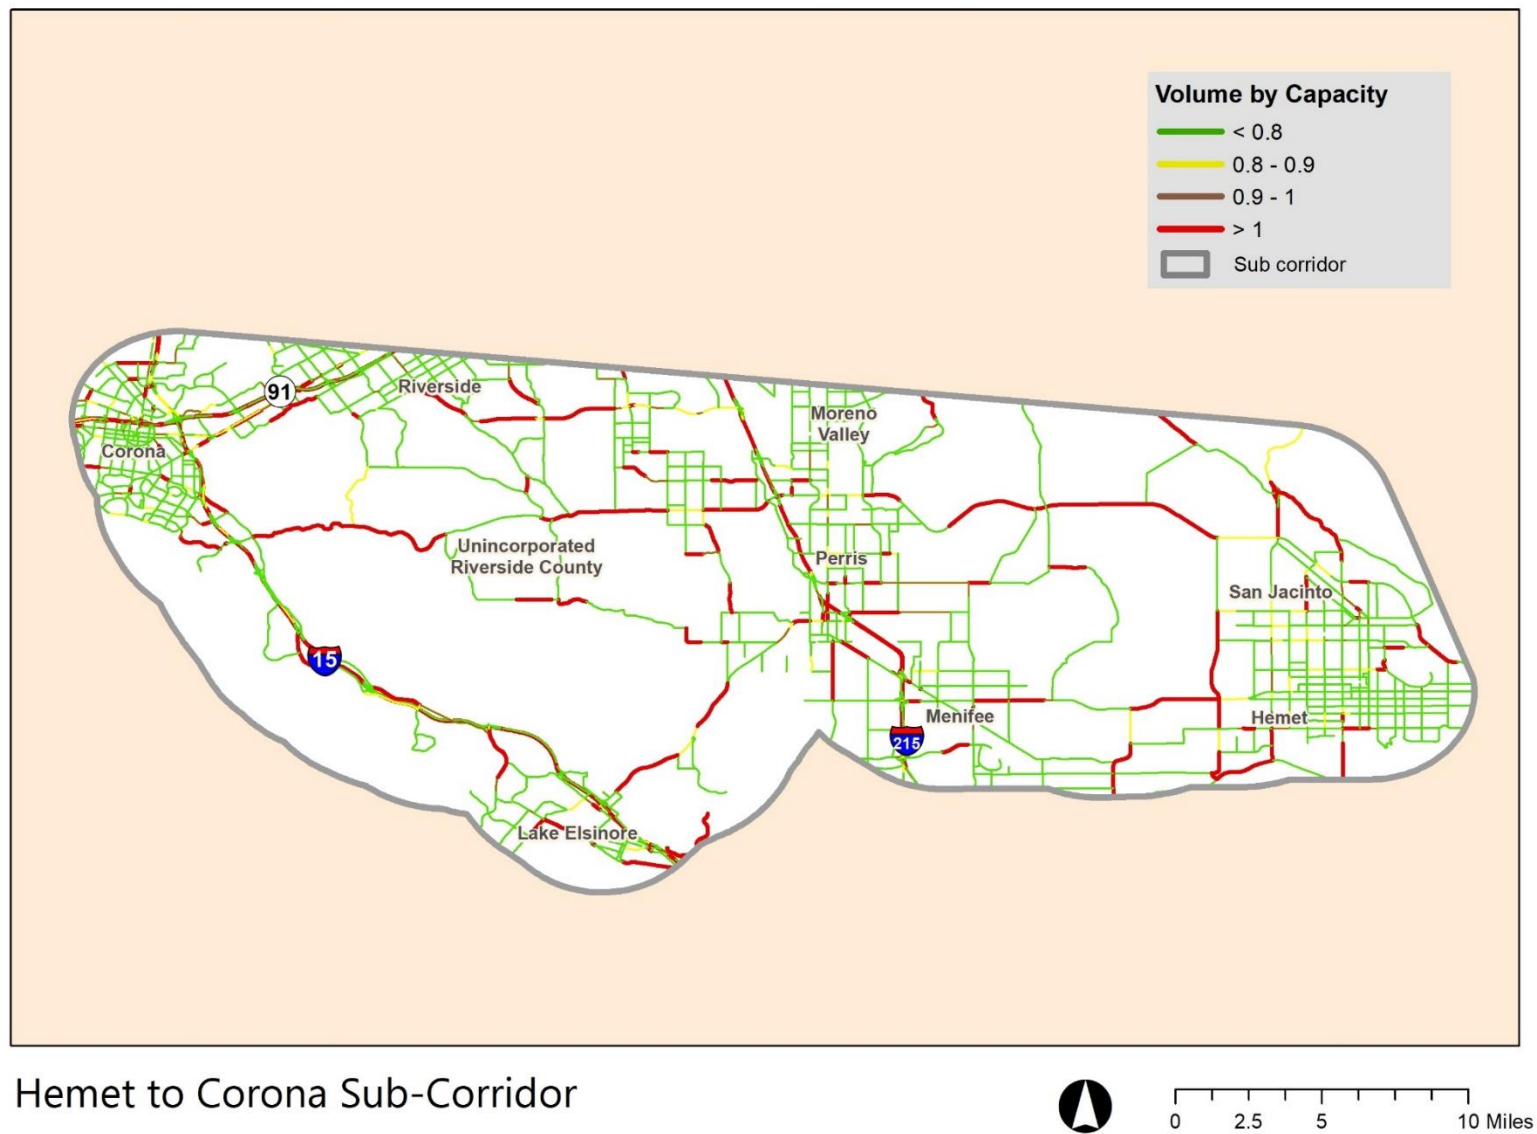 Volume by Capacity
< 0.8
0.8 - 0.9
0.9 - 1
> 1
Sub corridor
91
Riverside
Moreno
Valley
Corona
Unincorporated
Riverside County
Perris
San Jacinto
15
Menifee
Hemet
215
Lake Elsinore
Hemet to Corona Sub-Corridor
0 2.5 5 10 Miles